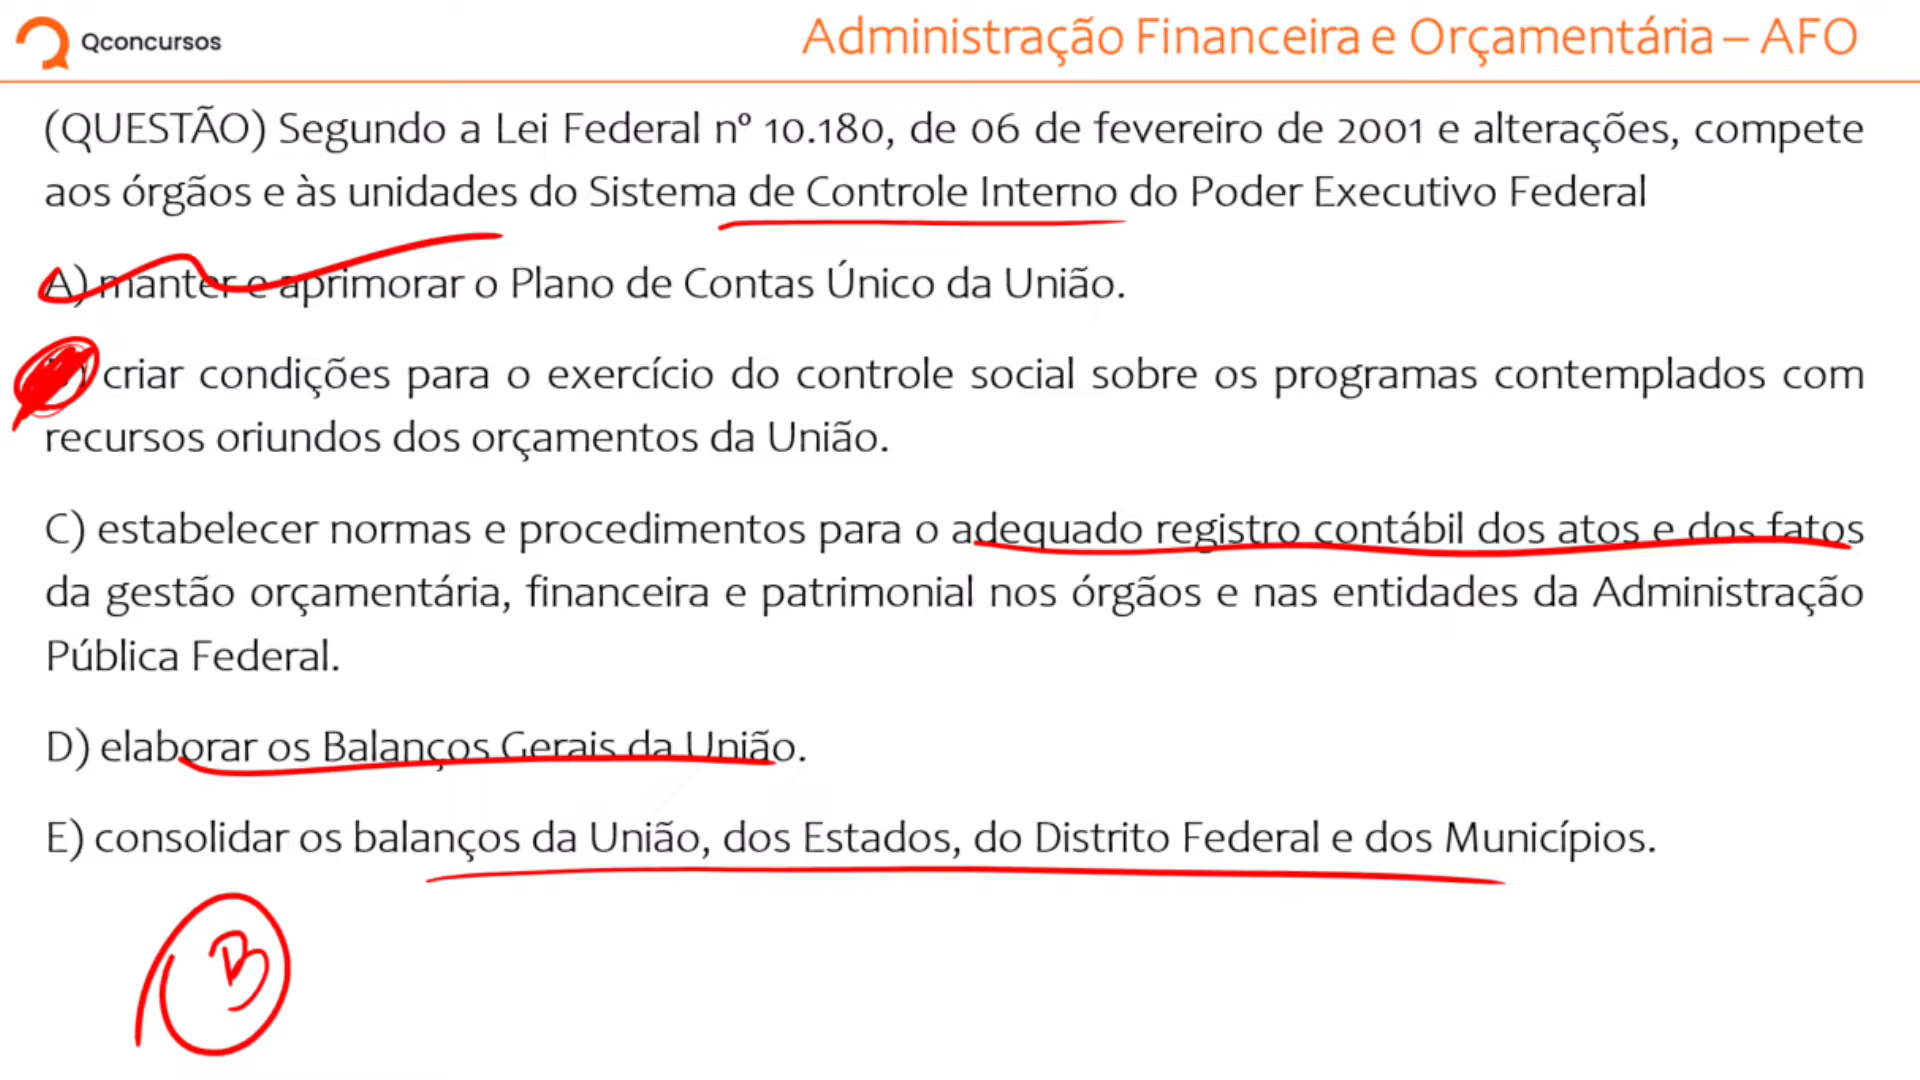 Qconcursos
Administração Financeira e Orçamentária – AFO
(QUESTÃO) Segundo a Lei Federal nº 10.180, de 06 de fevereiro de 2001 e alterações, compete
aos órgãos e às unidades do Sistema de Controle Interno do Poder Executivo Federal
A) manter e aprimorar o Plano de Contas Único da União.
criar condições para o exercício do controle social sobre os programas contemplados com
recursos oriundos dos orçamentos da União.
C) estabelecer normas e procedimentos para o adequado registro contábil dos atos e dos fatos
da gestão orçamentária, financeira e patrimonial nos órgãos e nas entidades da Administração
Pública Federal.
D) elaborar os Balanços Gerais da União.
E) consolidar os balanços da União, dos Estados, do Distrito Federal e dos Municípios.
B